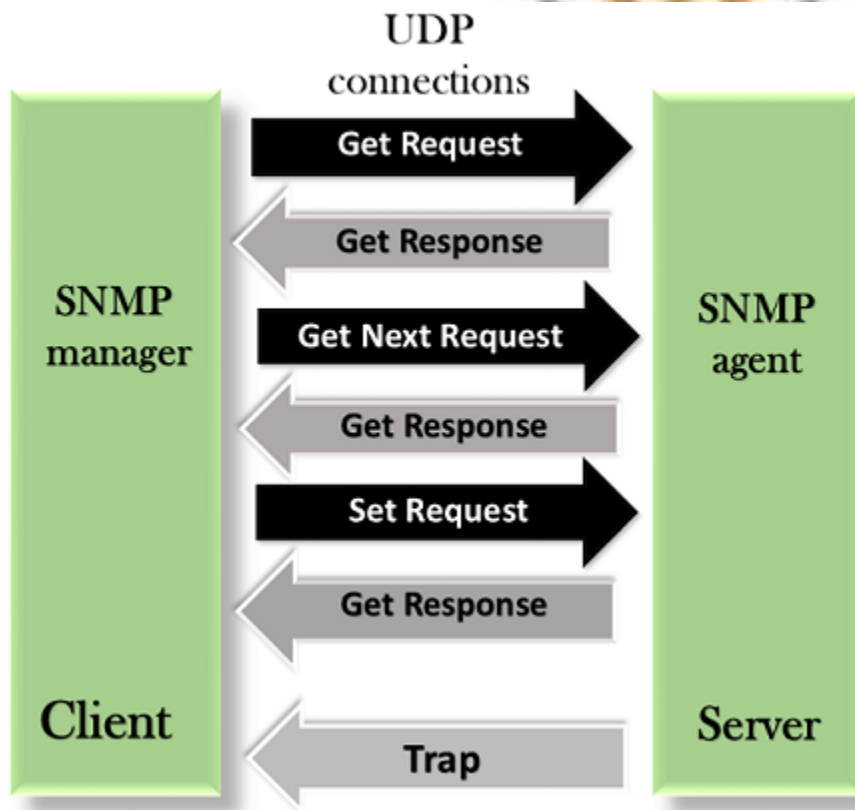 UDP
connections
Get Request
Get Response
SNMP
manager
Get Next Request
SNMP
agent
Get Response
Set Request
Get Response
Client
Trap
Server